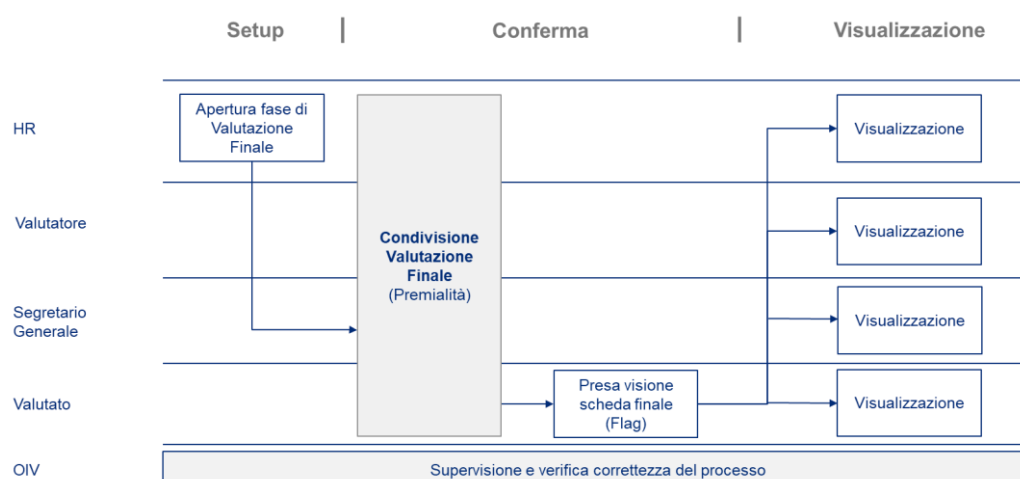 Setup | Conferma | Visualizzazione
HR
Apertura fase di
Valutazione
Finale
Visualizzazione
Valutatore
Visualizzazione
Condivisione
Valutazione
Finale
(Premialità)
Segretario
Generale
Visualizzazione
Valutato
Presa visione
scheda finale
(Flag)
Visualizzazione
OIV
Supervisione e verifica correttezza del processo